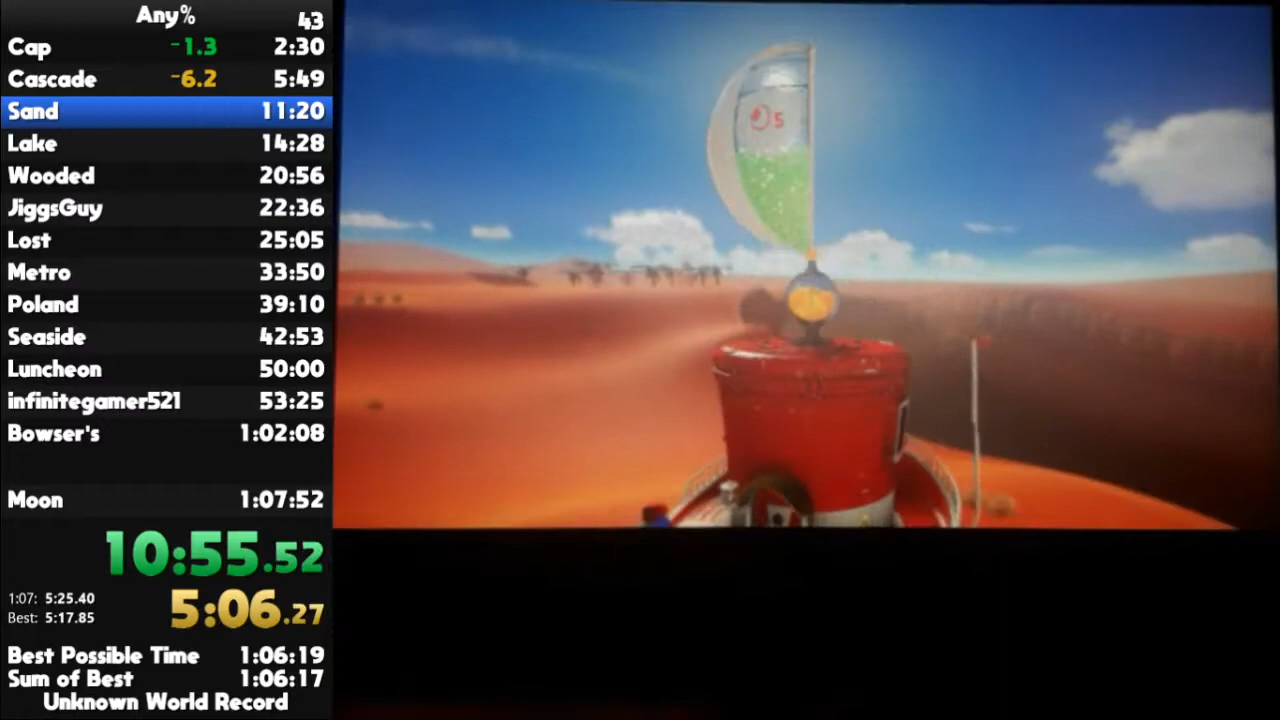 Any%
43
Cap -1.3 2:30
Cascade -6.2 5:49
Sand 11:20
Lake 14:28
Wooded 20:56
JiggsGuy 22:36
Lost 25:05
Metro 33:50
Poland 39:10
Seaside 42:53
Luncheon 50:00
infinitegamer521 53:25
Bowser's 1:02:08
Moon 1:07:52
10:55.52
1:07: 5:25.40
Best: 5:17.85
5:06.27
Best Possible Time 1:06:19
Sum of Best 1:06:17
Unknown World Record
5